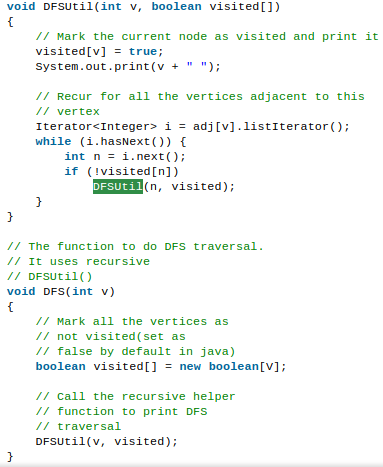 void DFSUtil(int v, boolean visited[])
{
    // Mark the current node as visited and print it
    visited[v] = true;
    System.out.print(v + " ");

    // Recur for all the vertices adjacent to this
    // vertex
    Iterator<Integer> i = adj[v].listIterator();
    while (i.hasNext()) {
        int n = i.next();
        if (!visited[n])
            DFSUtil(n, visited);
    }
}

// The function to do DFS traversal.
// It uses recursive
// DFSUtil()
void DFS(int v)
{
    // Mark all the vertices as
    // not visited(set as
    // false by default in java)
    boolean visited[] = new boolean[V];

    // Call the recursive helper
    // function to print DFS
    // traversal
    DFSUtil(v, visited);
}